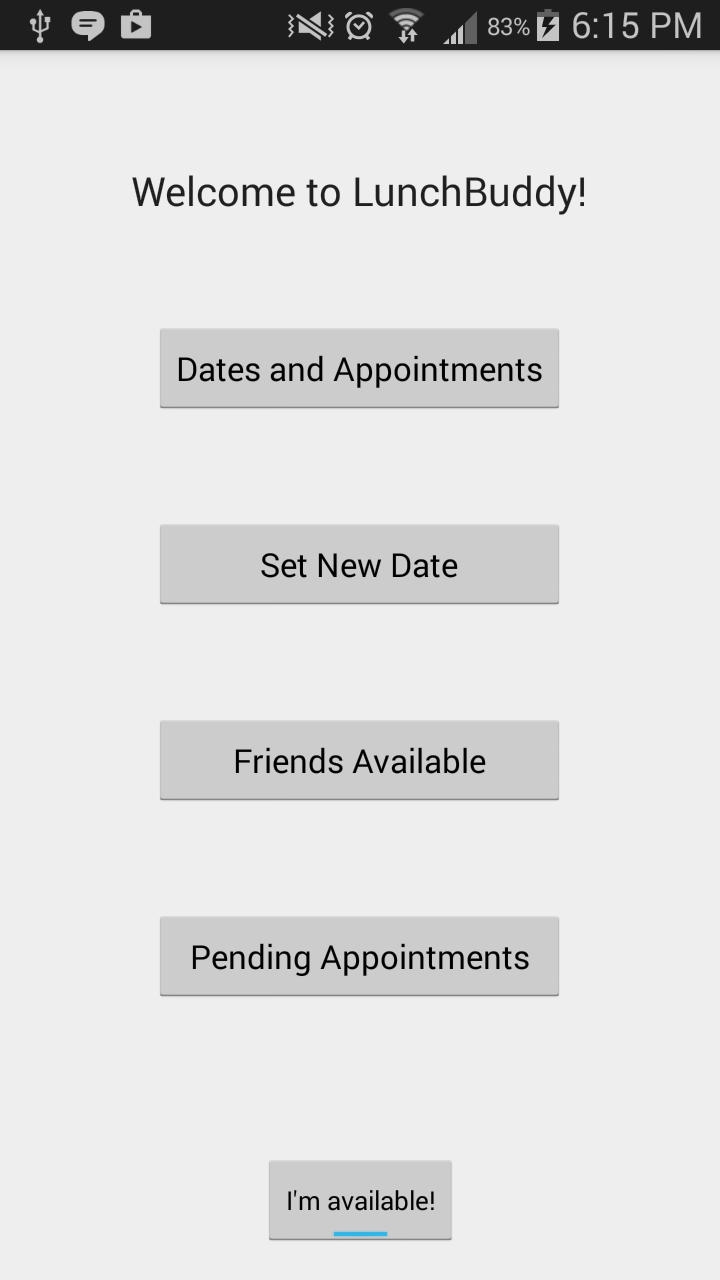 83% 6:15 PM
Welcome to LunchBuddy!
Dates and Appointments
Set New Date
Friends Available
Pending Appointments
I'm available!